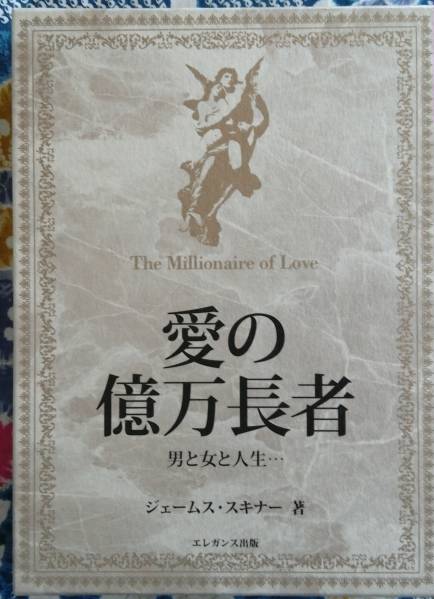 The Millionaire of Love
愛の
億万長者
男と女と人生…
ジェームス・スキナー 著
エレガンス出版